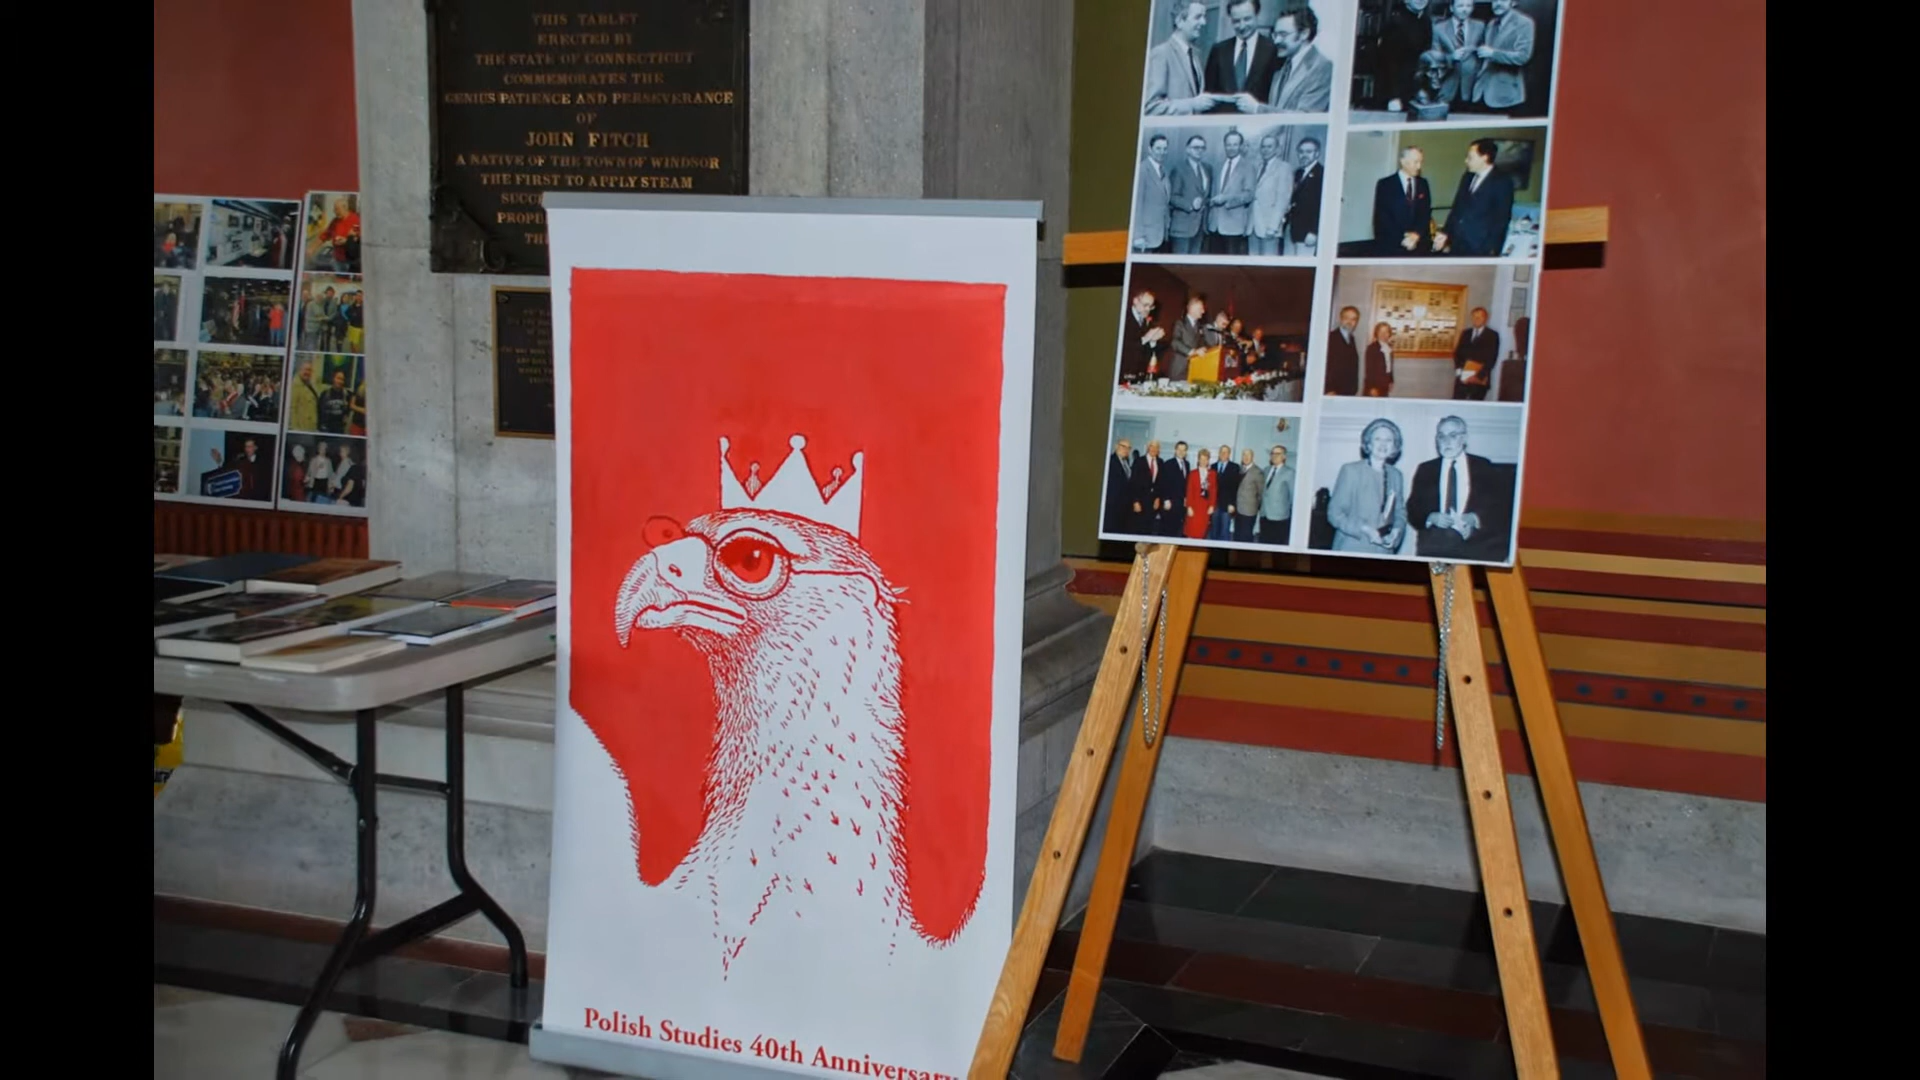 THIS TABLET
ERECTED BY
THE STATE OF CONNECTICUT
COMMEMORATES THE
GENIUS PATIENCE AND PERSEVERANCE
OF
JOHN FITCH
A NATIVE OF THE TOWN OF WINDSOR
THE FIRST TO APPLY STEAM
Polish Studies 40th Anniversary